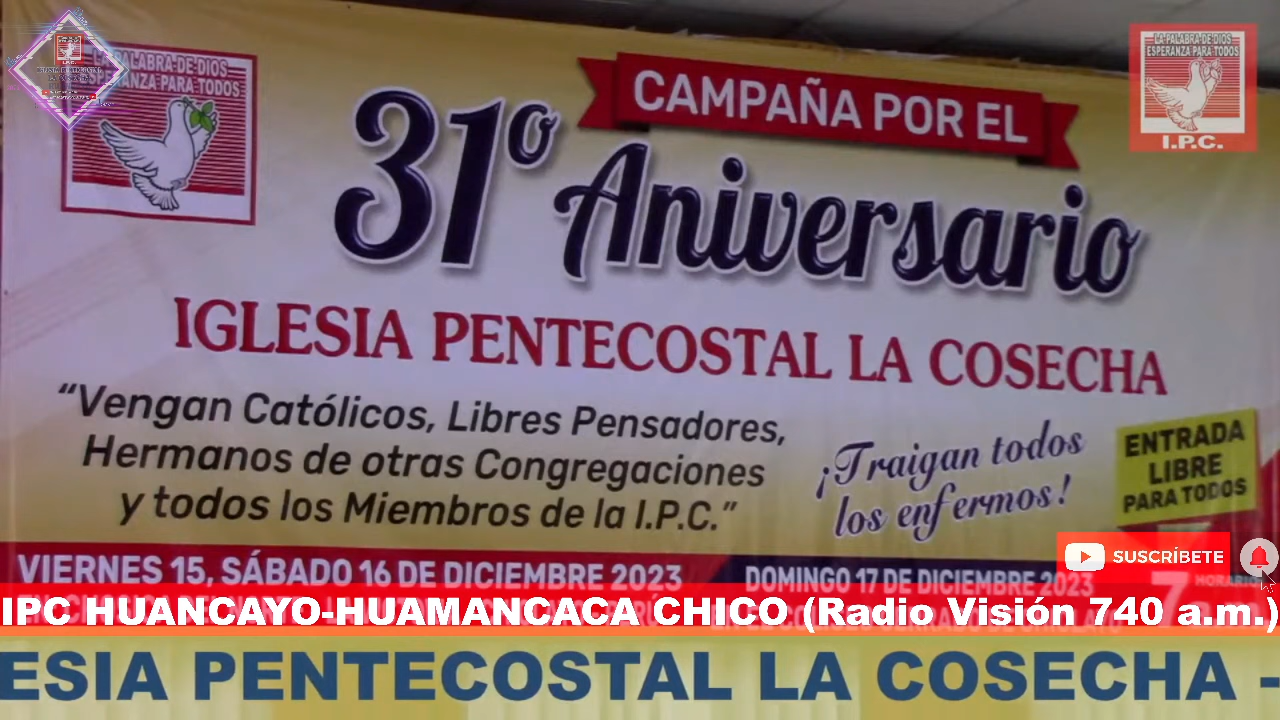 LA PALABRA DE DIOS
ESPERANZA PARA TODOS
I.P.C.
LA PALABRA DE DIOS
ESPERANZA PARA TODOS
CAMPAÑA POR EL
31º Aniversario
IGLESIA PENTECOSTAL LA COSECHA
“Vengan Católicos, Libres Pensadores,
Hermanos de otras Congregaciones
y todos los Miembros de la I.P.C.”
¡Traigan todos
los enfermos!
ENTRADA
LIBRE
PARA TODOS
VIERNES 15, SÁBADO 16 DE DICIEMBRE 2023
DOMINGO 17 DE DICIEMBRE 2023
SUSCRÍBETE
7
IPC HUANCAYO-HUAMANCACA CHICO (Radio Visión 740 a.m.)
ESIA PENTECOSTAL LA COSECHA -